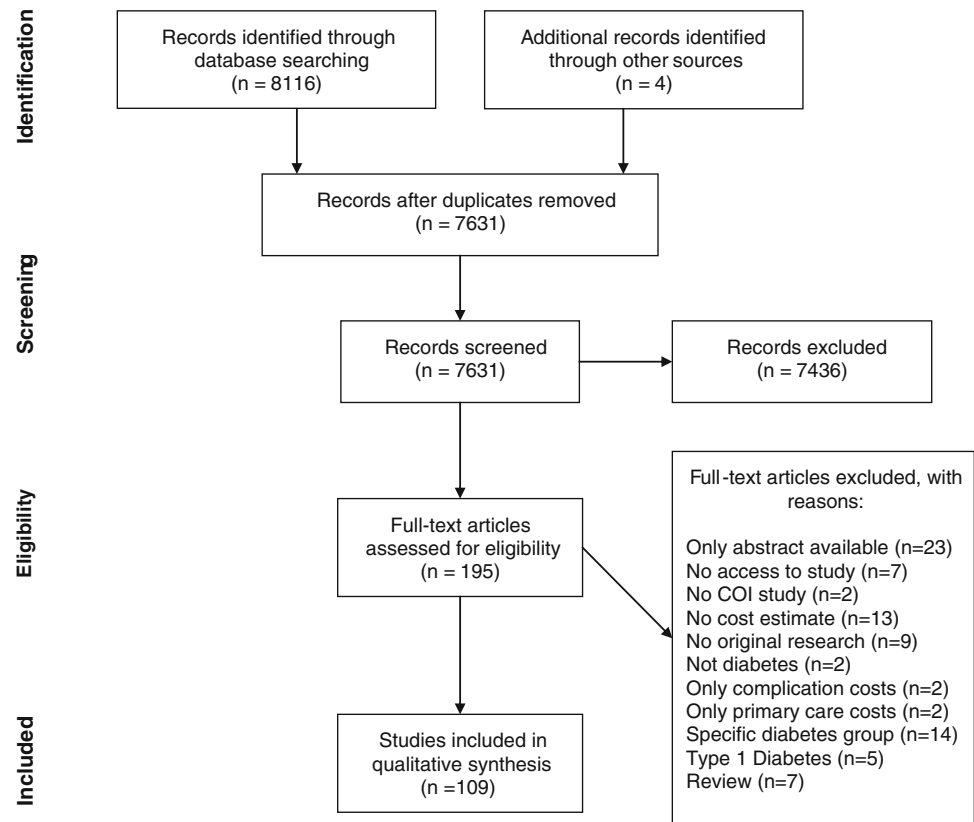 Identification
Records identified through
database searching
(n = 8116)
Additional records identified
through other sources
(n = 4)
Records after duplicates removed
(n = 7631)
Screening
Records screened
(n = 7631)
Records excluded
(n = 7436)
Eligibility
Full-text articles
assessed for eligibility
(n = 195)
Full-text articles excluded, with
reasons:
Only abstract available (n=23)
No access to study (n=7)
No COI study (n=2)
No cost estimate (n=13)
No original research (n=9)
Not diabetes (n=2)
Only complication costs (n=2)
Only primary care costs (n=2)
Specific diabetes group (n=14)
Type 1 Diabetes (n=5)
Review (n=7)
Included
Studies included in
qualitative synthesis
(n =109)